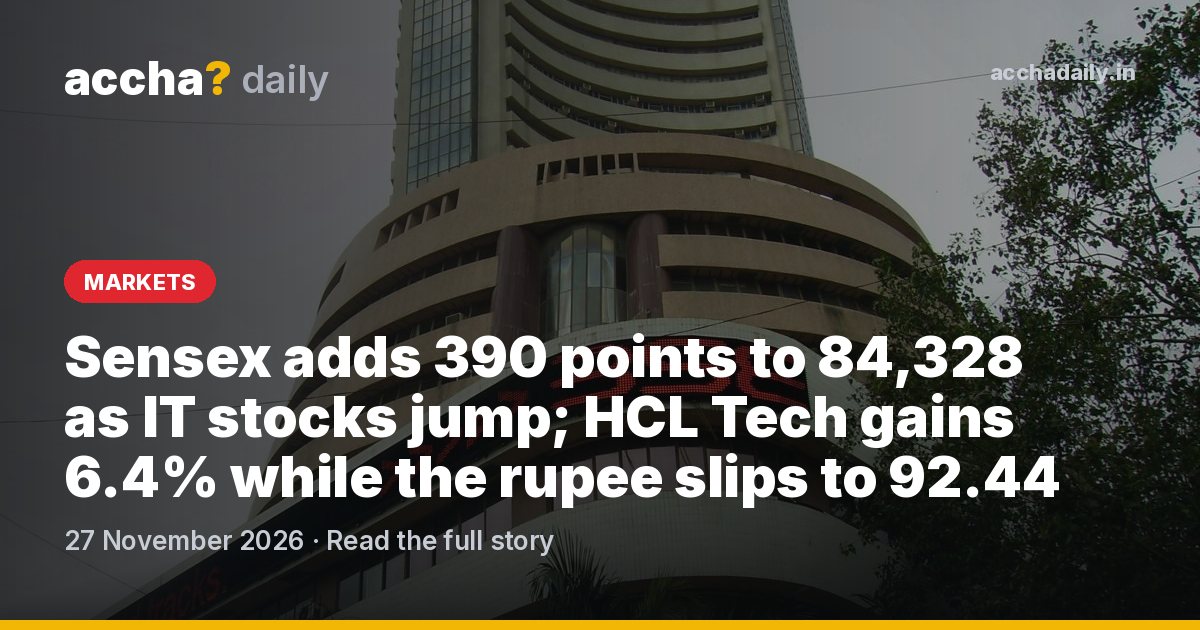 accha? daily
acchadaily.in
MARKETS
Sensex adds 390 points to 84,328
as IT stocks jump; HCL Tech gains
6.4% while the rupee slips to 92.44
27 November 2026 · Read the full story